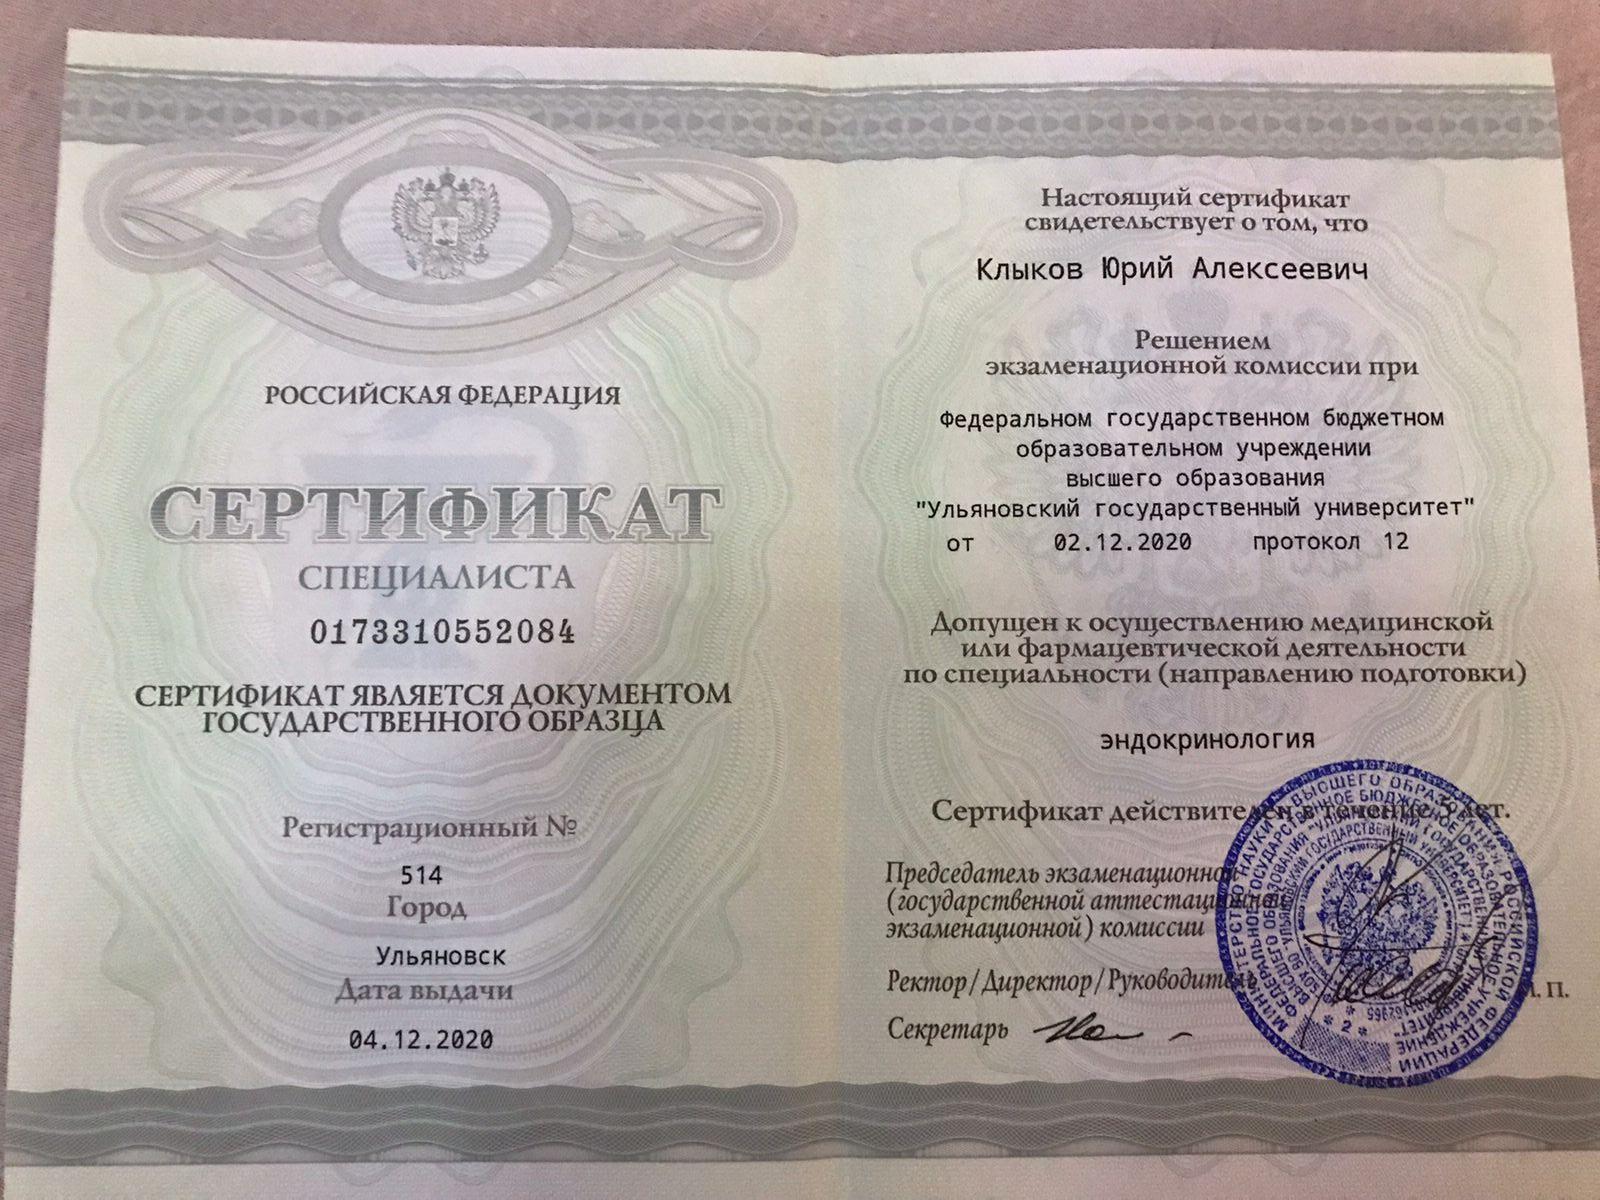 РОССИЙСКАЯ ФЕДЕРАЦИЯ
СЕРТИФИКАТ
СПЕЦИАЛИСТА
0173310552084
СЕРТИФИКАТ ЯВЛЯЕТСЯ ДОКУМЕНТОМ
ГОСУДАРСТВЕННОГО ОБРАЗЦА
Регистрационный №
514
Город
Ульяновск
Дата выдачи
04.12.2020
Настоящий сертификат
свидетельствует о том, что
Клыков Юрий Алексеевич
Решением
экзаменационной комиссии при
Федеральном государственном бюджетном
образовательном учреждении
высшего образования
"Ульяновский государственный университет"
от 02.12.2020 протокол 12
Допущен к осуществлению медицинской
или фармацевтической деятельности
по специальности (направлению подготовки)
эндокринология
Сертификат действителен в течение 5 лет.
Председатель экзаменационной
(государственной аттестационной
экзаменационной) комиссии
Ректор/Директор/Руководитель
М. П.
Секретарь